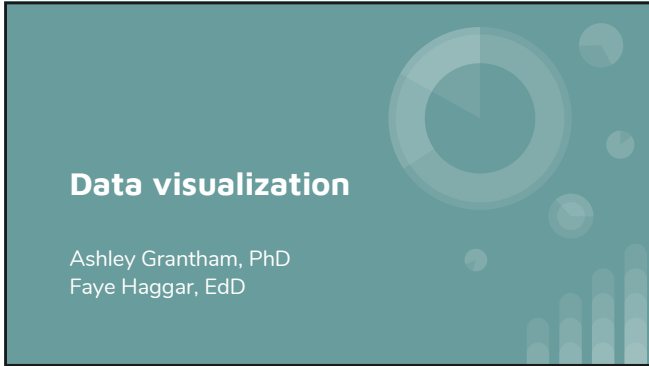 Data visualization
Ashley Grantham, PhD
Faye Haggar, EdD